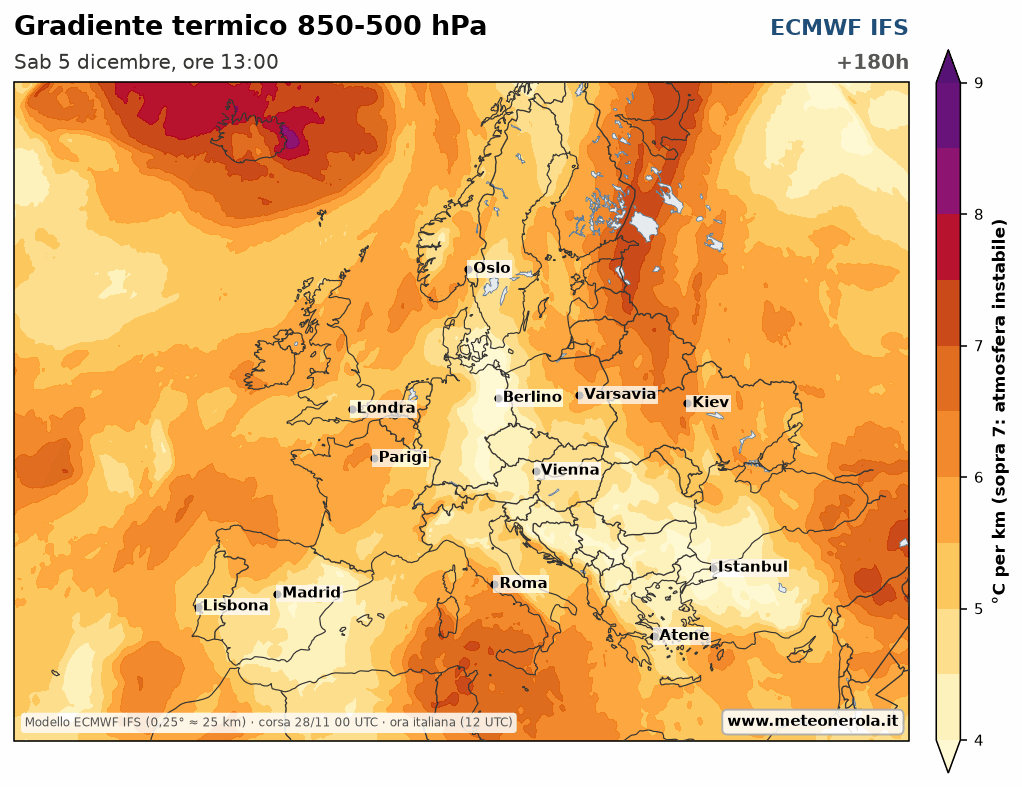 Gradiente termico 850-500 hPa
ECMWF IFS
Sab 5 dicembre, ore 13:00
+180h
9
8
7
6
5
4
°C per km (sopra 7: atmosfera instabile)
Oslo
Berlino
Varsavia
Kiev
Londra
Parigi
Vienna
Istanbul
Roma
Madrid
Lisbona
Atene
Modello ECMWF IFS (0,25° ≈ 25 km) · corsa 28/11 00 UTC · ora italiana (12 UTC)
www.meteonerola.it